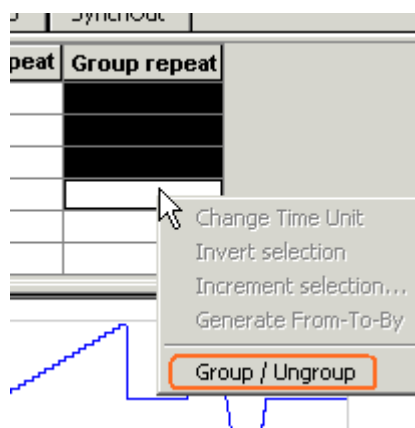 SynchOut
peat Group repeat
Change Time Unit
Invert selection
Increment selection...
Generate From-To-By
Group / Ungroup